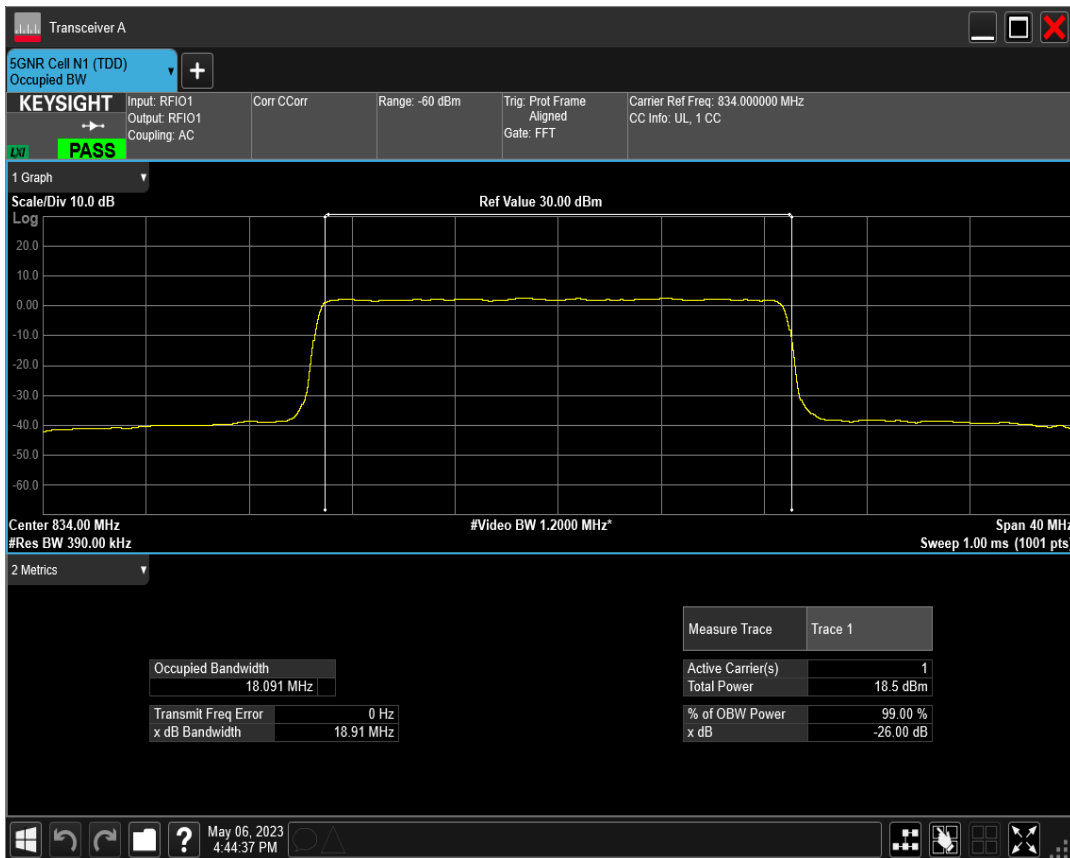 Transceiver A
5GNR Cell N1 (TDD)
Occupied BW
KEYSIGHT
LXI
PASS
Input: RFIO1
Output: RFIO1
Coupling: AC
Corr CCorr
Range: -60 dBm
Trig: Prot Frame
Aligned
Gate: FFT
Carrier Ref Freq: 834.000000 MHz
CC Info: UL, 1 CC
1 Graph
Scale/Div 10.0 dB
Ref Value 30.00 dBm
Log
20.0
10.0
0.00
-10.0
-20.0
-30.0
-40.0
-50.0
-60.0
Center 834.00 MHz
#Video BW 1.2000 MHz*
Span 40 MHz
#Res BW 390.00 kHz
Sweep 1.00 ms (1001 pts)
2 Metrics
Measure Trace Trace 1
Occupied Bandwidth
18.091 MHz
Transmit Freq Error 0 Hz
x dB Bandwidth 18.91 MHz
Active Carrier(s) 1
Total Power 18.5 dBm
% of OBW Power 99.00 %
x dB -26.00 dB
?
May 06, 2023
4:44:37 PM